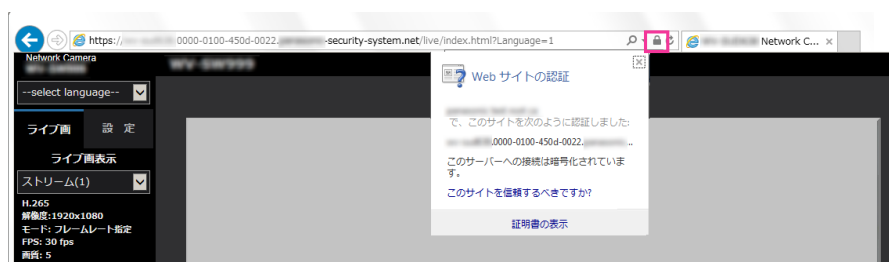 https:// 0000-0100-450d-0022. -security-system.net/live/index.html?Language=1
Network C... ×
Network Camera
WV-SW999
--select language--
ライブ画 設 定
ライブ画表示
ストリーム(1)
H.265
解像度:1920x1080
モード: フレームレート指定
FPS: 30 fps
画質: 5
Web サイトの認証
で、このサイトを次のように認証しました:
.0000-0100-450d-0022. ..
このサーバーへの接続は暗号化されていま
す。
このサイトを信頼するべきですか?
証明書の表示